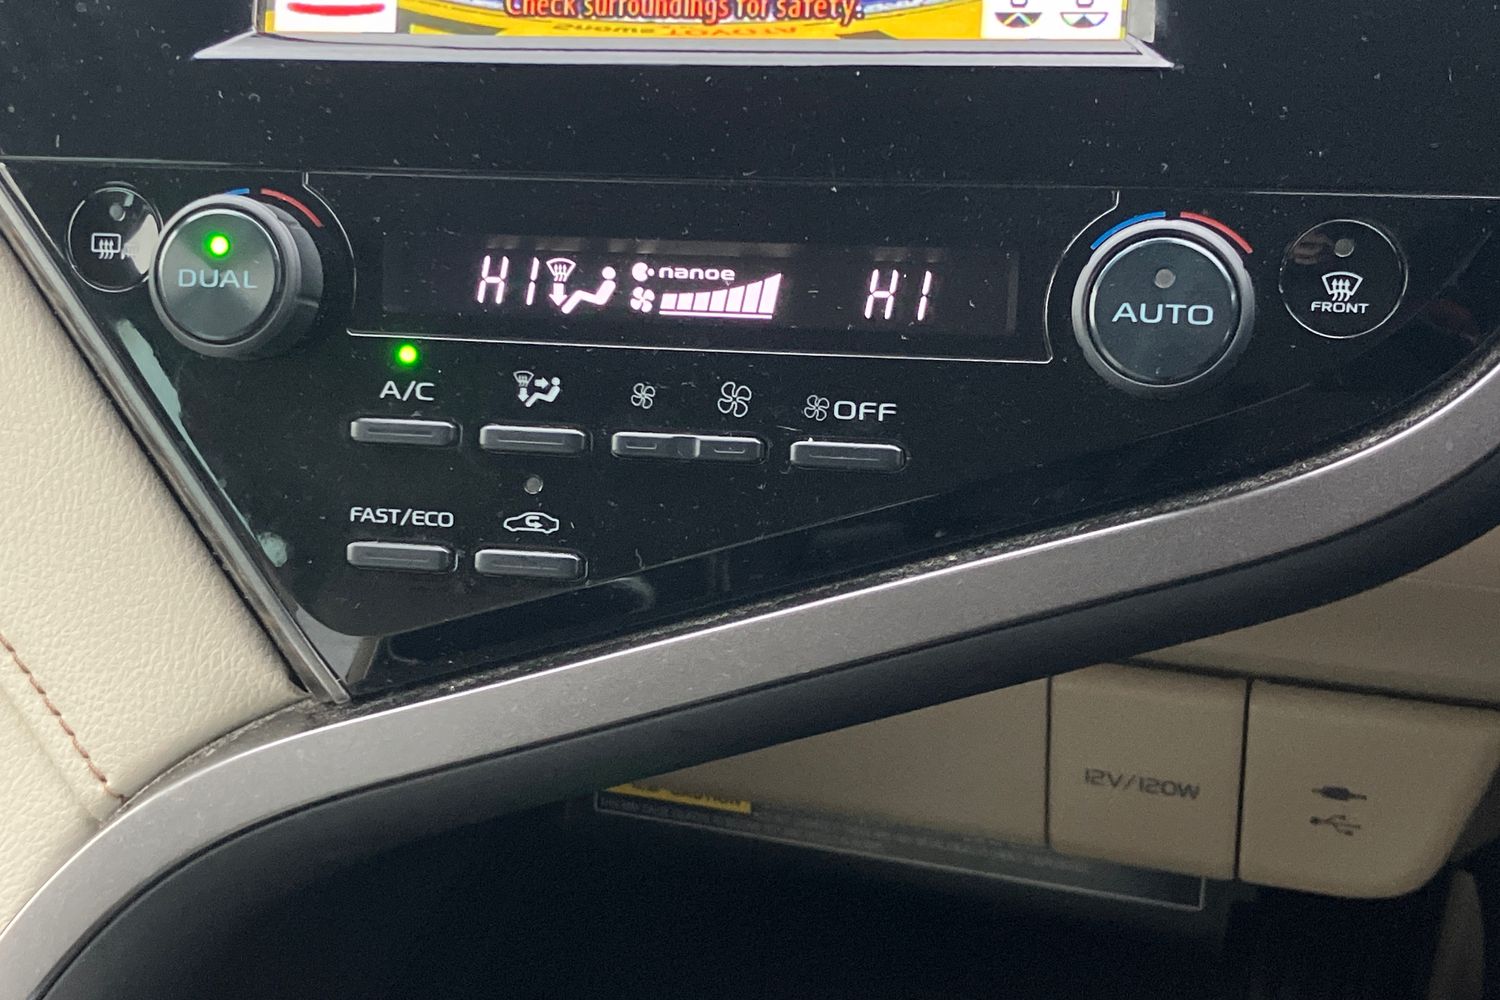 Check surroundings for safety.
DUAL
HI
nanoe
HI
AUTO
FRONT
A/C
OFF
FAST/ECO
12V/120W